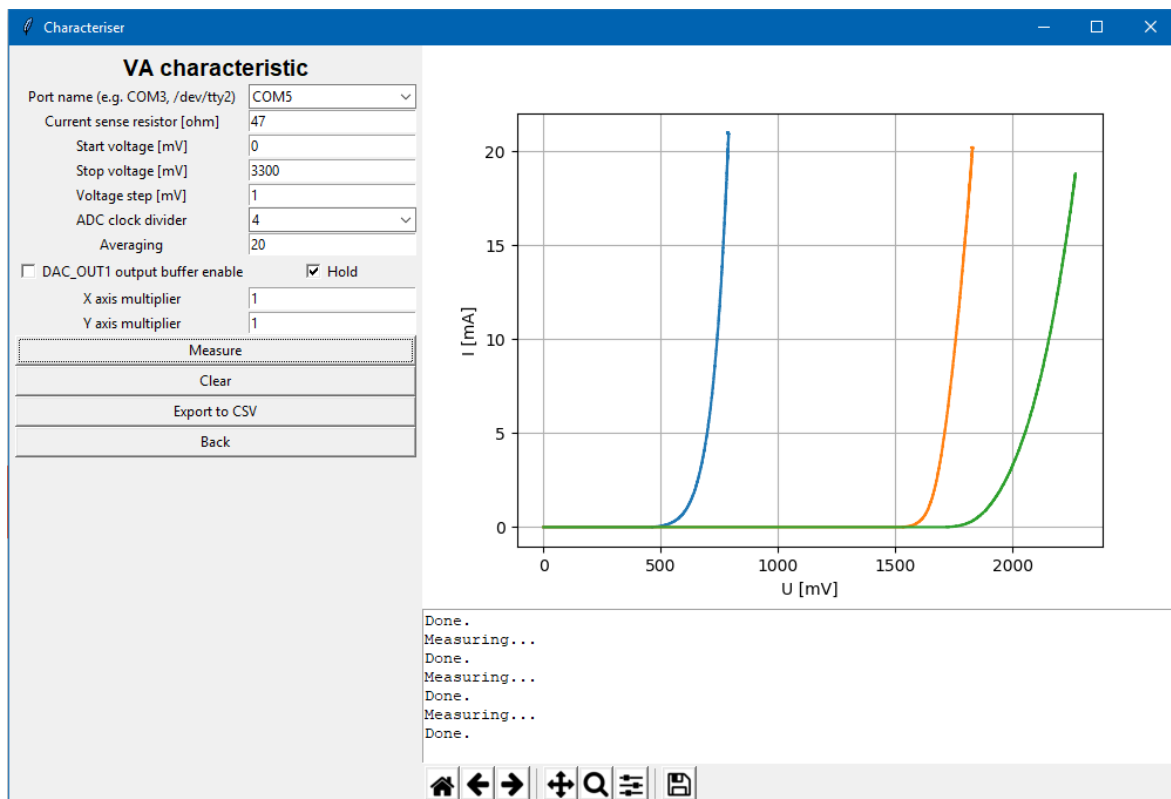 Characteriser
VA characteristic
Port name (e.g. COM3, /dev/tty2) COM5
Current sense resistor [ohm] 47
Start voltage [mV] 0
Stop voltage [mV] 3300
Voltage step [mV] 1
ADC clock divider 4
Averaging 20
DAC_OUT1 output buffer enable Hold
X axis multiplier 1
Y axis multiplier 1
Measure
Clear
Export to CSV
Back
20
15
10
5
0
I [mA]
0 500 1000 1500 2000
U [mV]
Done.
Measuring...
Done.
Measuring...
Done.
Measuring...
Done.